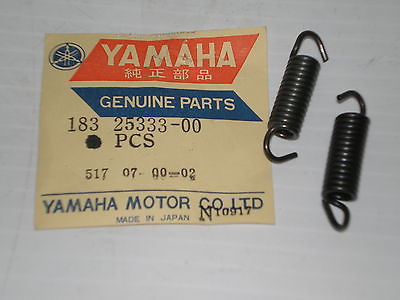 YAMAHA
純正部品
GENUINE PARTS
183 25333-00
PCS
517 07-00-02
YAMAHA MOTOR CO.LTD
MADE IN JAPAN
N10917